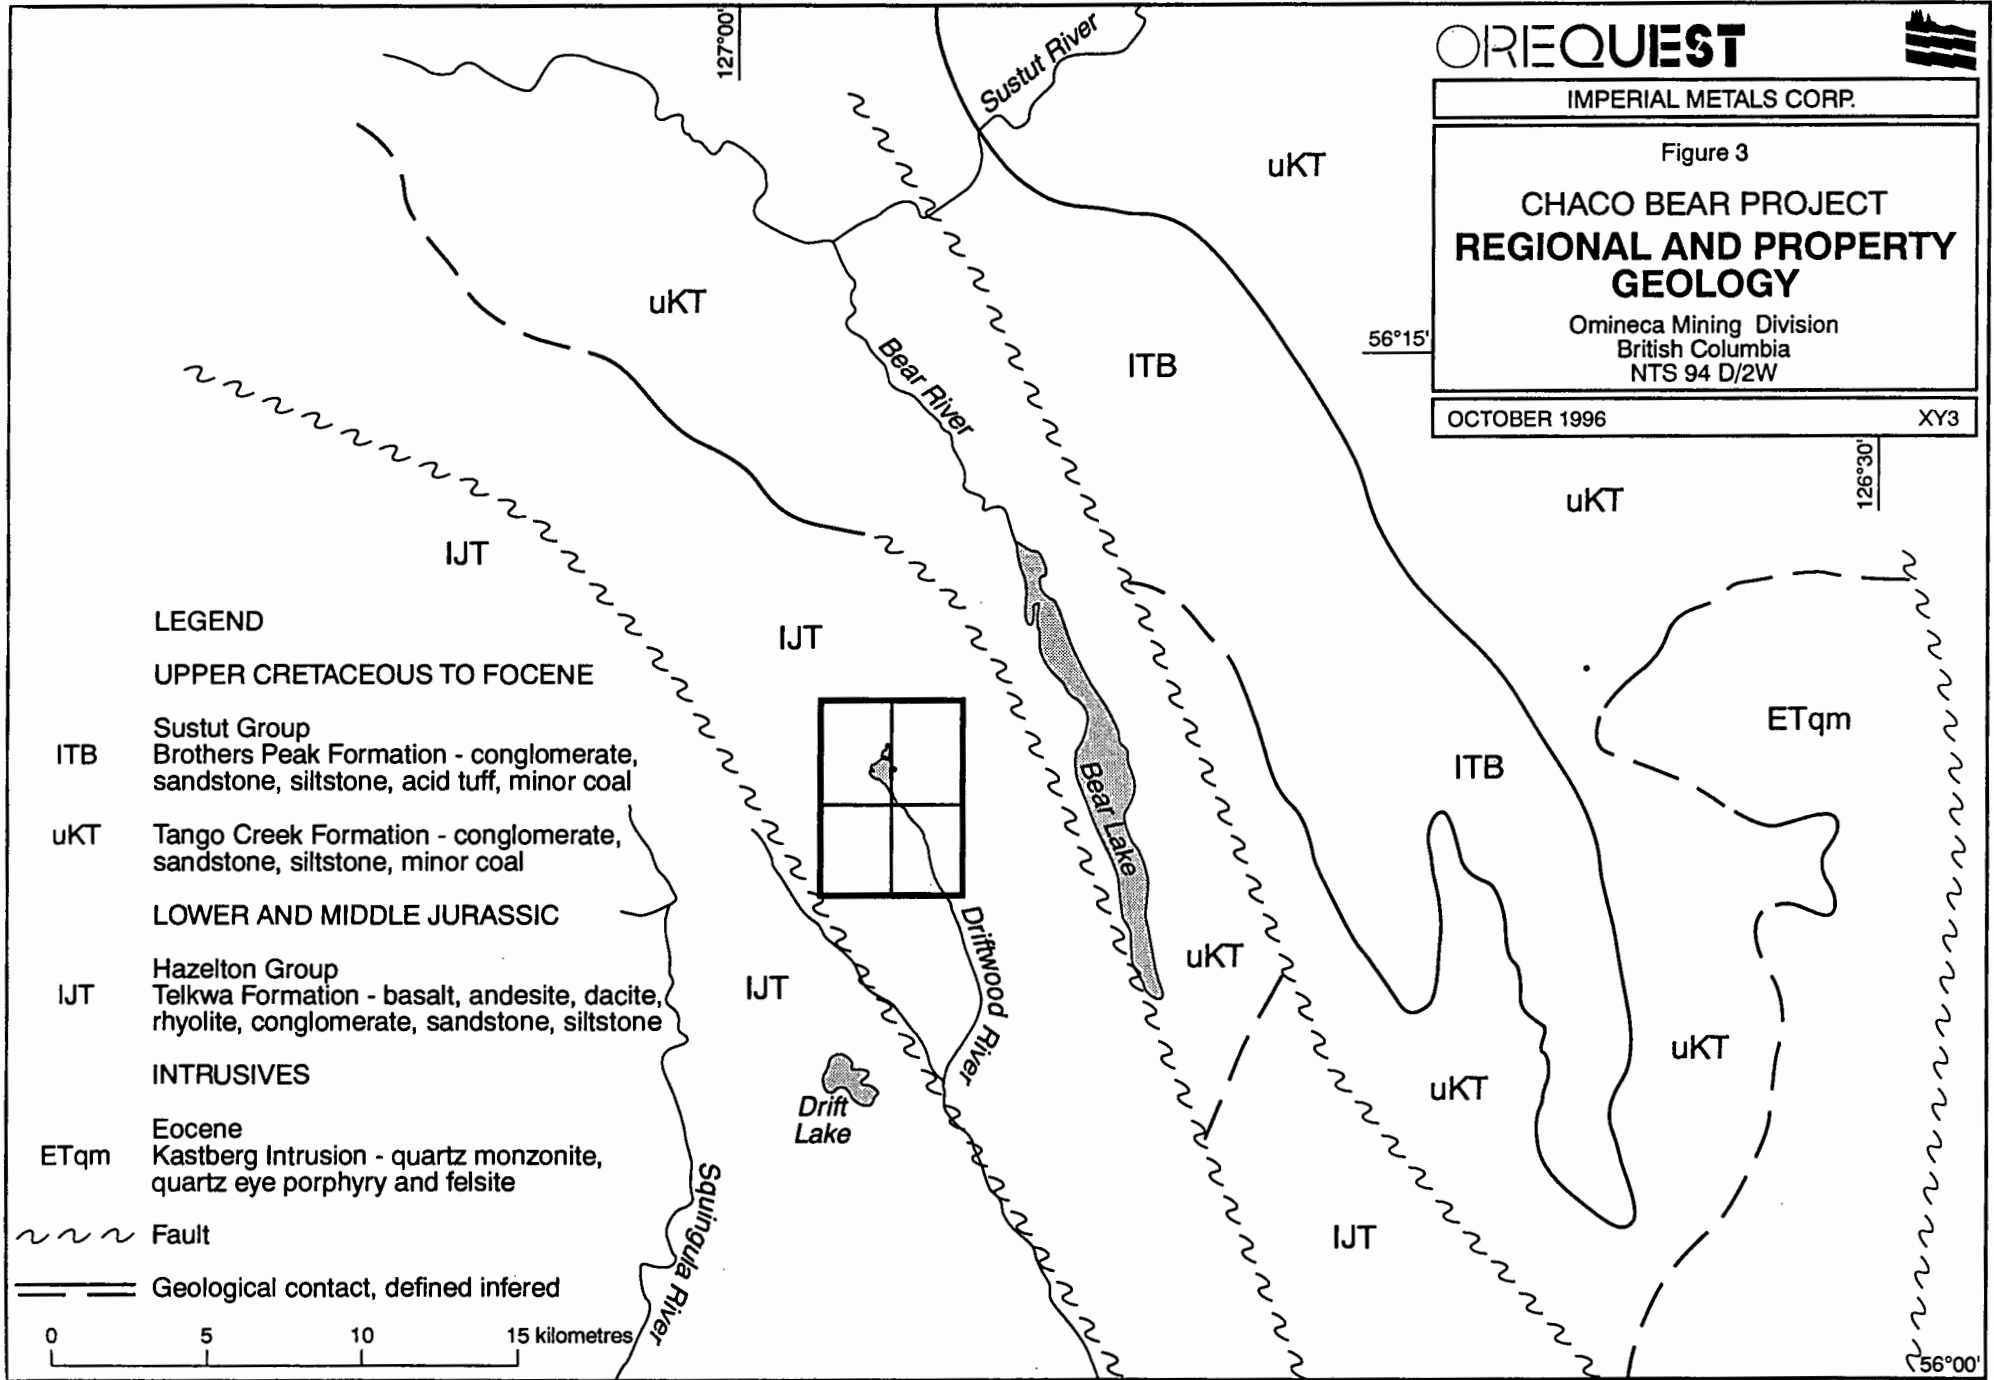 OREQUEST
IMPERIAL METALS CORP.
Figure 3
CHACO BEAR PROJECT
REGIONAL AND PROPERTY
GEOLOGY
Omineca Mining Division
British Columbia
NTS 94 D/2W
OCTOBER 1996 XY3
127°00'
Sustut River
uKT
uKT
ITB
56°15'
Bear River
126°30'
uKT
IJT
IJT
ETqm
ITB
Bear Lake
uKT
Driftwood River
IJT
uKT
uKT
Drift
Lake
IJT
Squingula River
56°00'
LEGEND
UPPER CRETACEOUS TO FOCENE
Sustut Group
ITB Brothers Peak Formation - conglomerate,
sandstone, siltstone, acid tuff, minor coal
uKT Tango Creek Formation - conglomerate,
sandstone, siltstone, minor coal
LOWER AND MIDDLE JURASSIC
Hazelton Group
IJT Telkwa Formation - basalt, andesite, dacite,
rhyolite, conglomerate, sandstone, siltstone
INTRUSIVES
Eocene
ETqm Kastberg Intrusion - quartz monzonite,
quartz eye porphyry and felsite
Fault
Geological contact, defined infered
0 5 10 15 kilometres